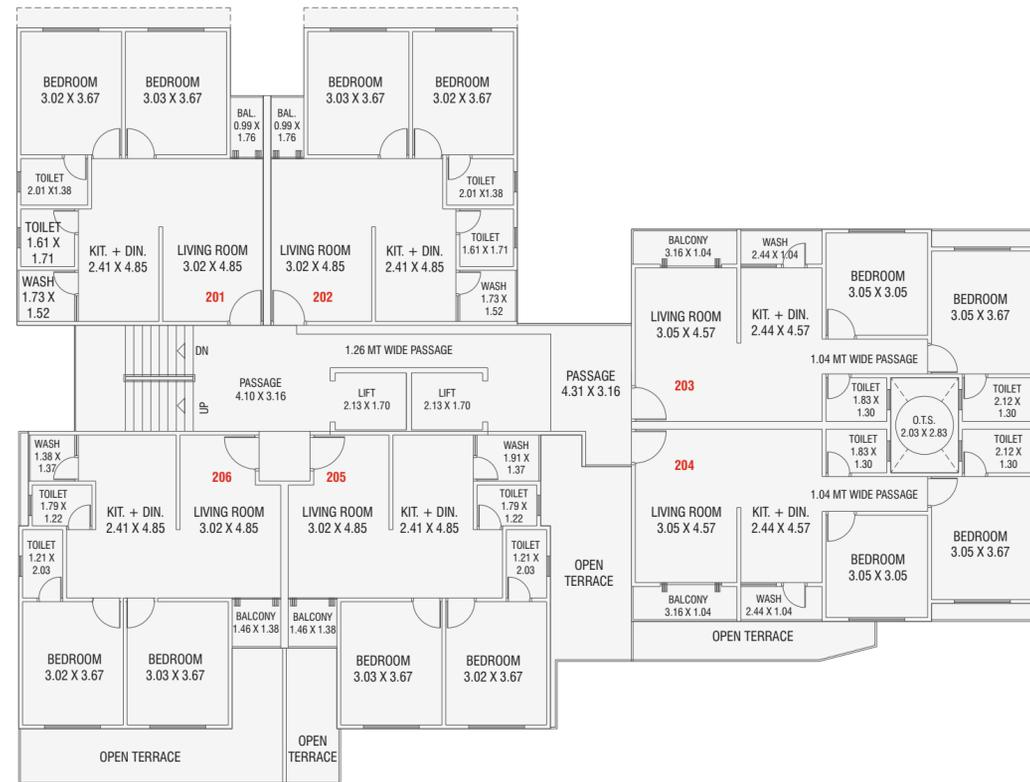 BEDROOM
3.02 X 3.67
BEDROOM
3.03 X 3.67
BAL.
0.99 X
1.76
BAL.
0.99 X
1.76
BEDROOM
3.03 X 3.67
BEDROOM
3.02 X 3.67
TOILET
2.01 X1.38
TOILET
1.61 X
1.71
WASH
1.73 X
1.52
KIT. + DIN.
2.41 X 4.85
LIVING ROOM
3.02 X 4.85
201
LIVING ROOM
3.02 X 4.85
202
KIT. + DIN.
2.41 X 4.85
TOILET
2.01 X1.38
TOILET
1.61 X 1.71
WASH
1.73 X
1.52
DN
UP
PASSAGE
4.10 X 3.16
1.26 MT WIDE PASSAGE
LIFT
2.13 X 1.70
LIFT
2.13 X 1.70
PASSAGE
4.31 X 3.16
BALCONY
3.16 X 1.04
WASH
2.44 X 1.04
BEDROOM
3.05 X 3.05
BEDROOM
3.05 X 3.67
LIVING ROOM
3.05 X 4.57
KIT. + DIN.
2.44 X 4.57
203
1.04 MT WIDE PASSAGE
TOILET
1.83 X
1.30
O.T.S.
2.03 X 2.83
TOILET
2.12 X
1.30
TOILET
1.83 X
1.30
TOILET
2.12 X
1.30
204
1.04 MT WIDE PASSAGE
LIVING ROOM
3.05 X 4.57
KIT. + DIN.
2.44 X 4.57
BEDROOM
3.05 X 3.05
BEDROOM
3.05 X 3.67
BALCONY
3.16 X 1.04
WASH
2.44 X 1.04
OPEN TERRACE
WASH
1.38 X
1.37
TOILET
1.79 X
1.22
TOILET
1.21 X
2.03
KIT. + DIN.
2.41 X 4.85
206
LIVING ROOM
3.02 X 4.85
205
LIVING ROOM
3.02 X 4.85
KIT. + DIN.
2.41 X 4.85
WASH
1.91 X
1.37
TOILET
1.79 X
1.22
TOILET
1.21 X
2.03
OPEN
TERRACE
BEDROOM
3.02 X 3.67
BEDROOM
3.03 X 3.67
BALCONY
1.46 X 1.38
BALCONY
1.46 X 1.38
BEDROOM
3.03 X 3.67
BEDROOM
3.02 X 3.67
OPEN TERRACE
OPEN
TERRACE